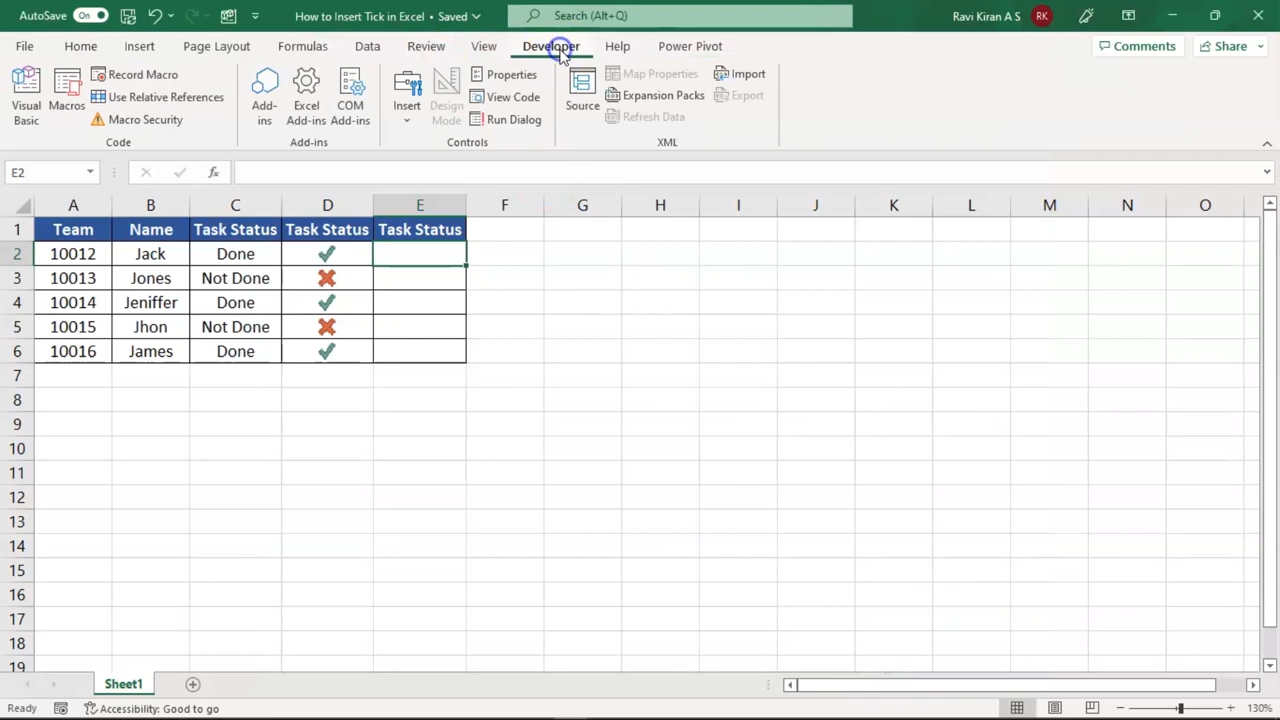 AutoSave On How to Insert Tick in Excel • Saved Search (Alt+Q) Ravi Kiran A S RK
File Home Insert Page Layout Formulas Data Review View Developer Help Power Pivot Comments Share
Visual Basic
Macros
Record Macro
Use Relative References
Macro Security
Code
Add-ins
Excel Add-ins
COM Add-ins
Add-ins
Insert
Design Mode
Properties
View Code
Run Dialog
Controls
Source
Map Properties
Expansion Packs
Refresh Data
Import
Export
XML
E2 fx
A B C D E F G H I J K L M N O
1 Team Name Task Status Task Status Task Status
2 10012 Jack Done ✔
3 10013 Jones Not Done ✖
4 10014 Jeniffer Done ✔
5 10015 Jhon Not Done ✖
6 10016 James Done ✔
7
8
9
10
11
12
13
14
15
16
17
18
19
Sheet1
Ready Accessibility: Good to go 130%